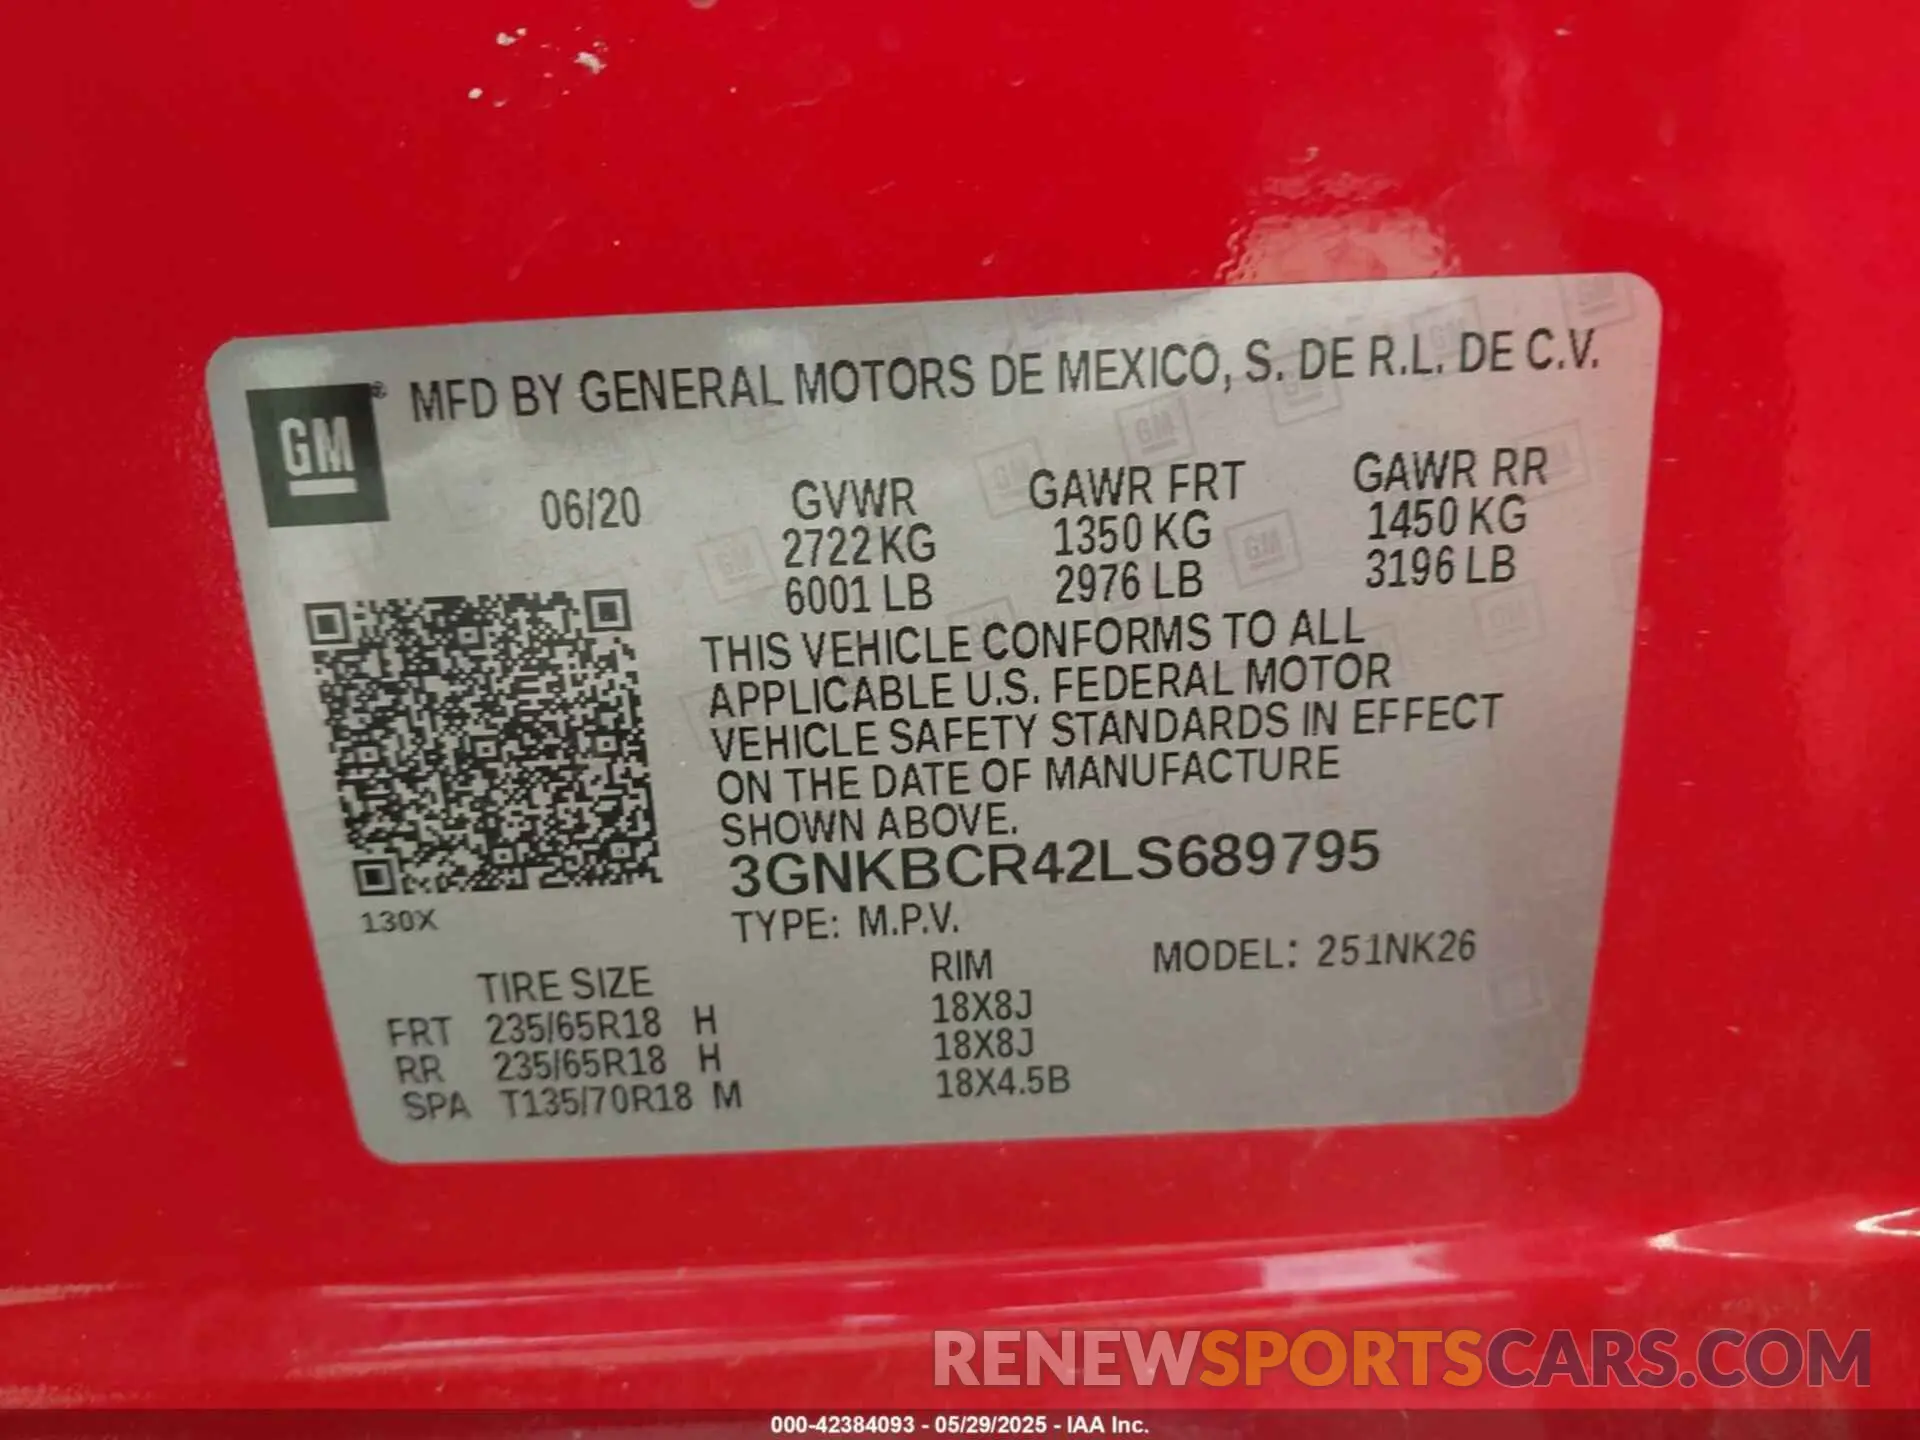 GM ® MFD BY GENERAL MOTORS DE MEXICO, S. DE R.L. DE C.V.
06/20 GVWR GAWR FRT GAWR RR
2722 KG 1350 KG 1450 KG
6001 LB 2976 LB 3196 LB
THIS VEHICLE CONFORMS TO ALL
APPLICABLE U.S. FEDERAL MOTOR
VEHICLE SAFETY STANDARDS IN EFFECT
ON THE DATE OF MANUFACTURE
SHOWN ABOVE.
3GNKBCR42LS689795
130X
TYPE: M.P.V. MODEL: 251NK26
TIRE SIZE RIM
FRT 235/65R18 H 18X8J
RR 235/65R18 H 18X8J
SPA T135/70R18 M 18X4.5B
RENEWSPORTSCARS.COM
000-42384093 - 05/29/2025 - IAA Inc.